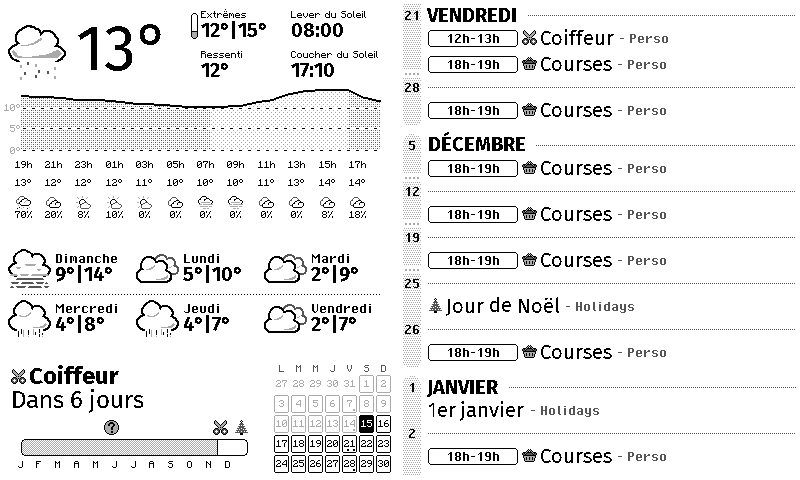 13°
Extrêmes
12°|15°
Lever du Soleil
08:00
Ressenti
12°
Coucher du Soleil
17:10
10°
5°
0°
19h 21h 23h 01h 03h 05h 07h 09h 11h 13h 15h 17h
13° 12° 12° 11° 11° 10° 10° 10° 11° 13° 14° 14°
70% 20% 8% 10% 0% 0% 0% 0% 0% 0% 8% 18%
Dimanche
9°|14°
Lundi
5°|10°
Mardi
2°|9°
Mercredi
4°|8°
Jeudi
4°|7°
Vendredi
2°|7°
Coiffeur
Dans 6 jours
?
J F M A M J J A S O N D
L M M J V S D
27 28 29 30 31 1 2
3 4 5 6 7 8 9
10 11 12 13 14 15 16
17 18 19 20 21 22 23
24 25 26 27 28 29 30
21 VENDREDI
12h-13h Coiffeur - Perso
18h-19h Courses - Perso
28
18h-19h Courses - Perso
5 DÉCEMBRE
18h-19h Courses - Perso
12
18h-19h Courses - Perso
19
18h-19h Courses - Perso
25
Jour de Noël - Holidays
26
18h-19h Courses - Perso
1 JANVIER
1er janvier - Holidays
2
18h-19h Courses - Perso